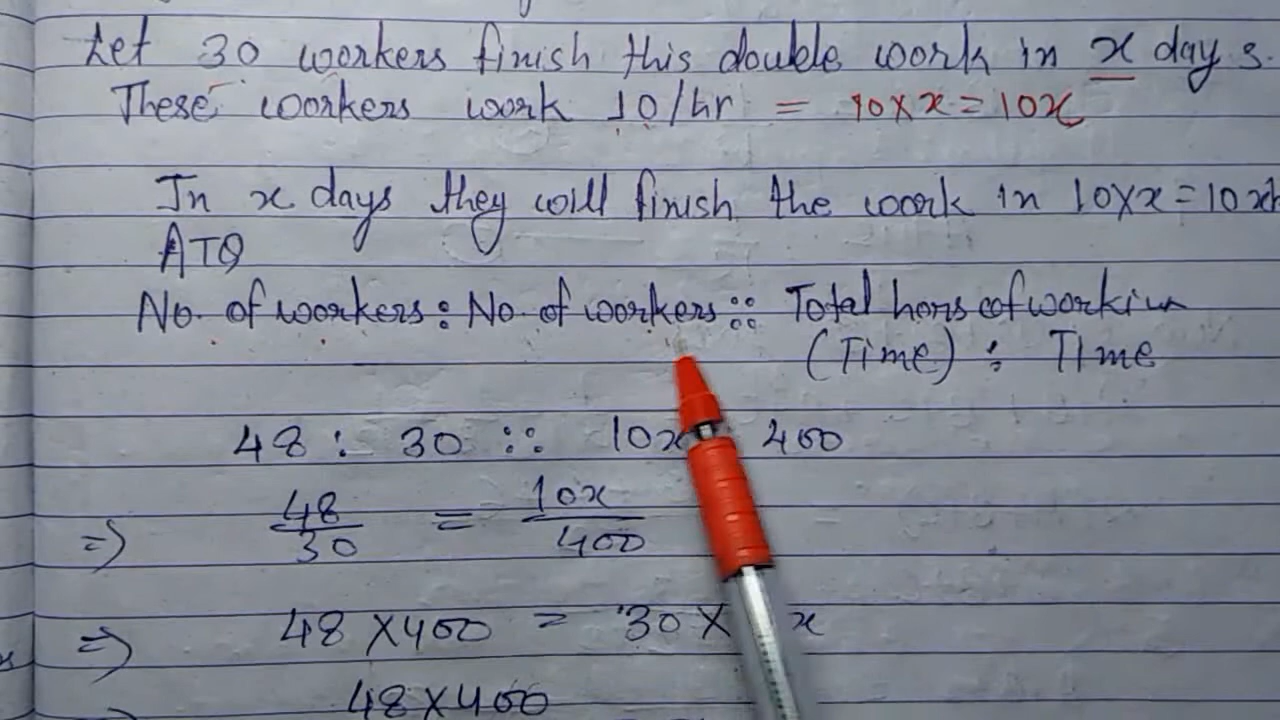 Let 30 workers finish this double work in x days.
These workers work 10/hr = 10×x=10x
In x days they will finish the work in 10×x=10x
ATQ
No. of workers: No. of workers:: Total hors of workin
(Time) : TIme
48 : 30 :: 10x 400
⇒) 48/30 = 10x/400
⇒) 48×400 = 30× x
48×400